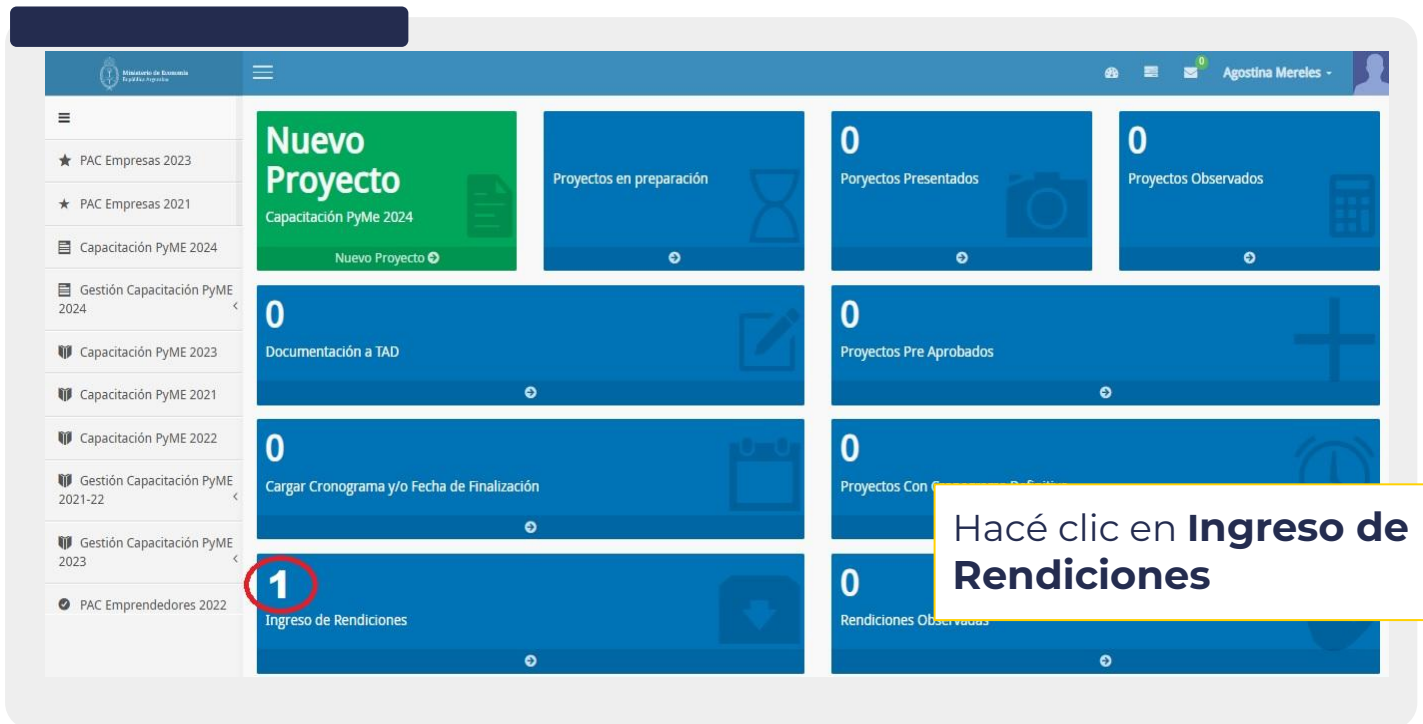 Ministerio de Economía
República Argentina
0
Agostina Mereles
PAC Empresas 2023
PAC Empresas 2021
Capacitación PyME 2024
Gestión Capacitación PyME
2024
Capacitación PyME 2023
Capacitación PyME 2021
Capacitación PyME 2022
Gestión Capacitación PyME
2021-22
Gestión Capacitación PyME
2023
PAC Emprendedores 2022
Nuevo
Proyecto
Capacitación PyMe 2024
Nuevo Proyecto
Proyectos en preparación
0
Poryectos Presentados
0
Proyectos Observados
0
Documentación a TAD
0
Proyectos Pre Aprobados
0
Cargar Cronograma y/o Fecha de Finalización
0
Proyectos Con
1
Ingreso de Rendiciones
0
Rendiciones Observadas
Hacé clic en Ingreso de
Rendiciones